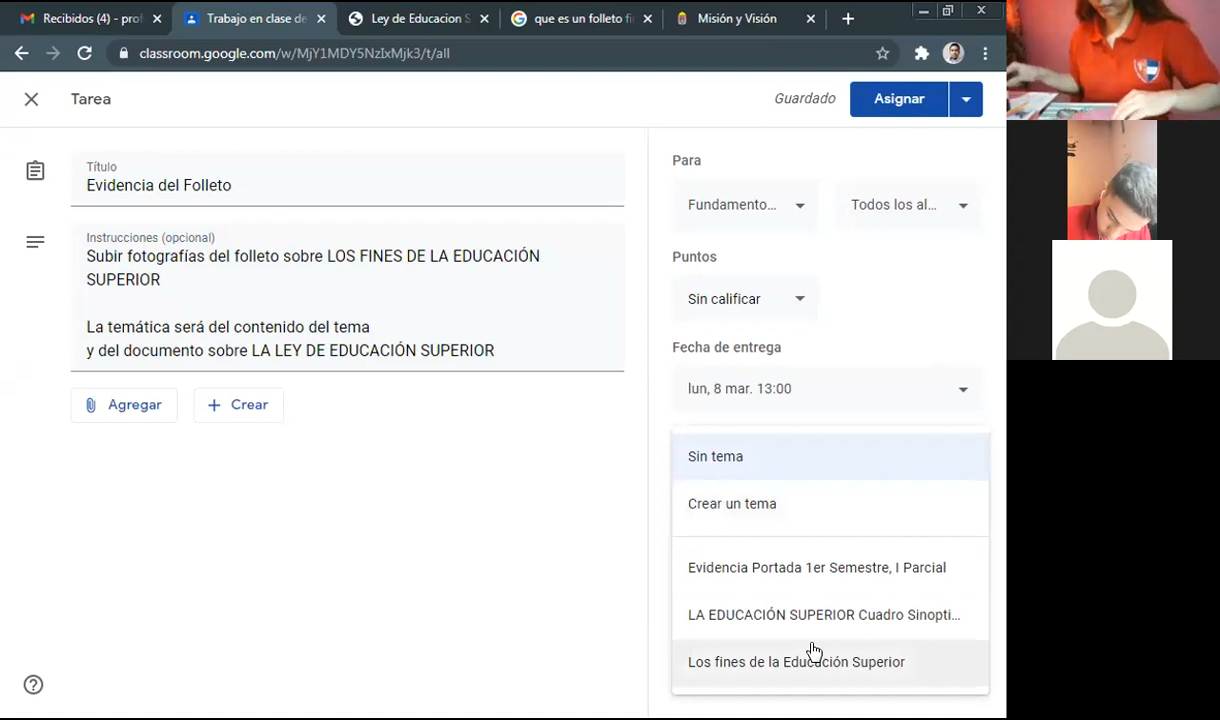 Recibidos (4) - prof
Trabajo en clase de
Ley de Educacion S
que es un folleto fi
Misión y Visión
classroom.google.com/w/MjY1MDY5NzIxMjk3/t/all
Tarea
Guardado
Asignar
Título
Evidencia del Folleto
Instrucciones (opcional)
Subir fotografías del folleto sobre LOS FINES DE LA EDUCACIÓN
SUPERIOR
La temática será del contenido del tema
y del documento sobre LA LEY DE EDUCACIÓN SUPERIOR
Agregar
Crear
Para
Fundamento...
Todos los al...
Puntos
Sin calificar
Fecha de entrega
lun, 8 mar. 13:00
Sin tema
Crear un tema
Evidencia Portada 1er Semestre, I Parcial
LA EDUCACIÓN SUPERIOR Cuadro Sinopti...
Los fines de la Educación Superior